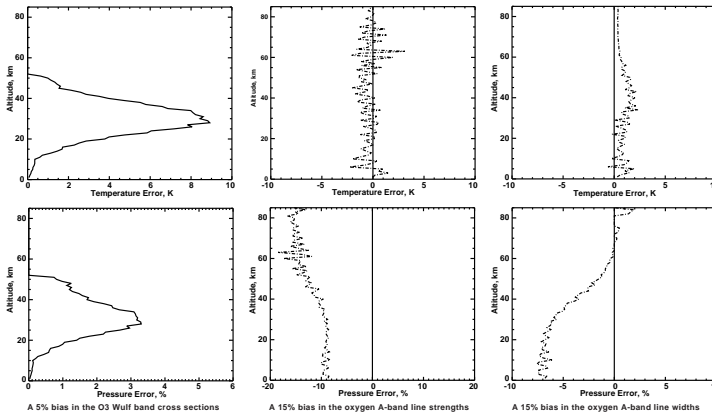 80
60
40
20
0
Altitude, km
0 2 4 6 8 10
Temperature Error, K
80
60
40
20
0
Altitude, km
-10 -5 0 5 10
Temperature Error, K
80
60
40
20
0
Altitude, km
-10 -5 0 5
Temperature Error, K
80
60
40
20
0
Altitude, km
0 1 2 3 4 5 6
Pressure Error, %
A 5% bias in the O3 Wulf band cross sections
80
60
40
20
0
Altitude, km
-20 -10 0 10 20
Pressure Error, %
A 15% bias in the oxygen A-band line strengths
80
60
40
20
0
Altitude, km
-10 -5 0 5
Pressure Error, %
A 15% bias in the oxygen A-band line widths